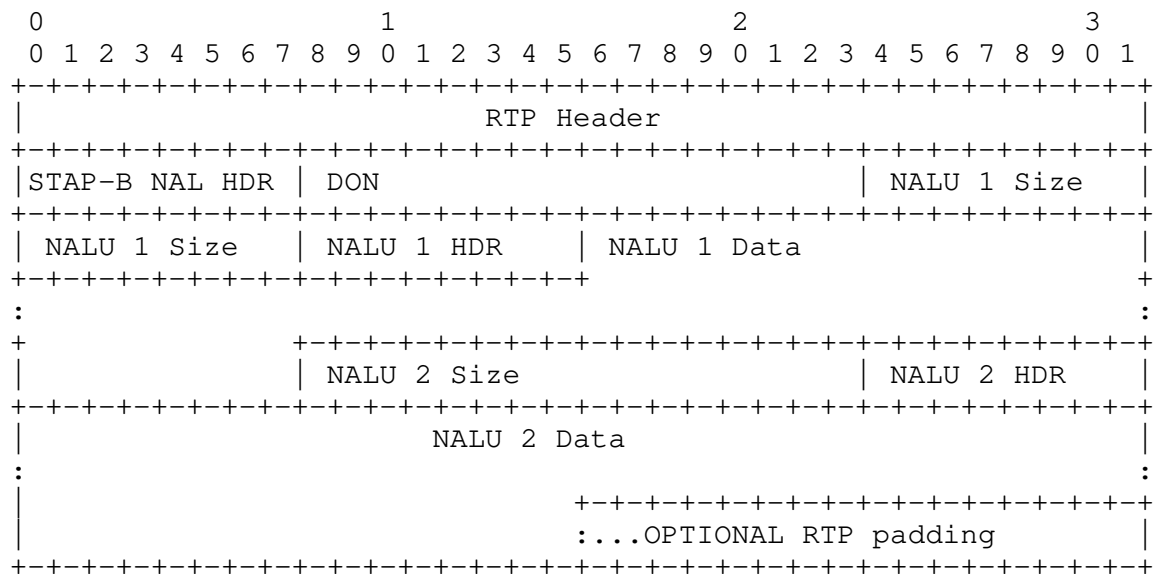 0                   1                   2                   3
 0 1 2 3 4 5 6 7 8 9 0 1 2 3 4 5 6 7 8 9 0 1 2 3 4 5 6 7 8 9 0 1
+-+-+-+-+-+-+-+-+-+-+-+-+-+-+-+-+-+-+-+-+-+-+-+-+-+-+-+-+-+-+-+-+
|                          RTP Header                           |
+-+-+-+-+-+-+-+-+-+-+-+-+-+-+-+-+-+-+-+-+-+-+-+-+-+-+-+-+-+-+-+-+
|STAP-B NAL HDR | DON                           | NALU 1 Size   |
+-+-+-+-+-+-+-+-+-+-+-+-+-+-+-+-+-+-+-+-+-+-+-+-+-+-+-+-+-+-+-+-+
| NALU 1 Size   | NALU 1 HDR    | NALU 1 Data                   |
+-+-+-+-+-+-+-+-+-+-+-+-+-+-+-+-+                               +
:                                                               :
+               +-+-+-+-+-+-+-+-+-+-+-+-+-+-+-+-+-+-+-+-+-+-+-+-+
|               | NALU 2 Size                   | NALU 2 HDR    |
+-+-+-+-+-+-+-+-+-+-+-+-+-+-+-+-+-+-+-+-+-+-+-+-+-+-+-+-+-+-+-+-+
|                       NALU 2 Data                             |
:                                                               :
|                               +-+-+-+-+-+-+-+-+-+-+-+-+-+-+-+-+
|                               :...OPTIONAL RTP padding        |
+-+-+-+-+-+-+-+-+-+-+-+-+-+-+-+-+-+-+-+-+-+-+-+-+-+-+-+-+-+-+-+-+